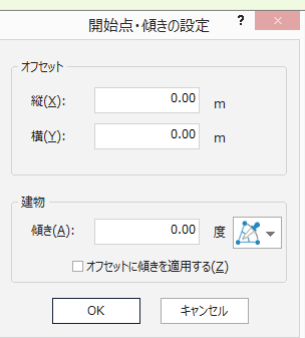 開始点・傾きの設定 ? ×
オフセット
縦(X): 0.00 m
横(Y): 0.00 m
建物
傾き(A): 0.00 度
オフセットに傾きを適用する(Z)
OK キャンセル